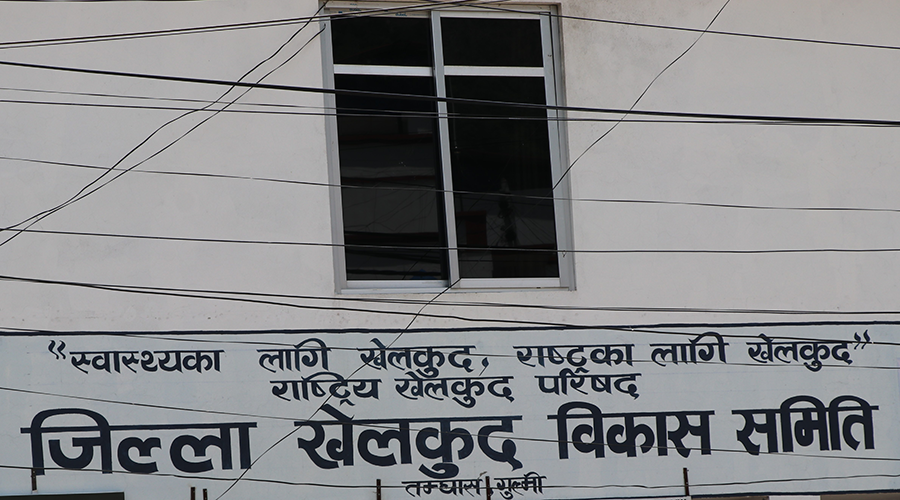 “स्वास्थ्यका लागि खेलकुद, राष्ट्रका लागि खेलकुद”
राष्ट्रिय खेलकुद परिषद
जिल्ला खेलकुद विकास समिति
तम्घास गुल्मी